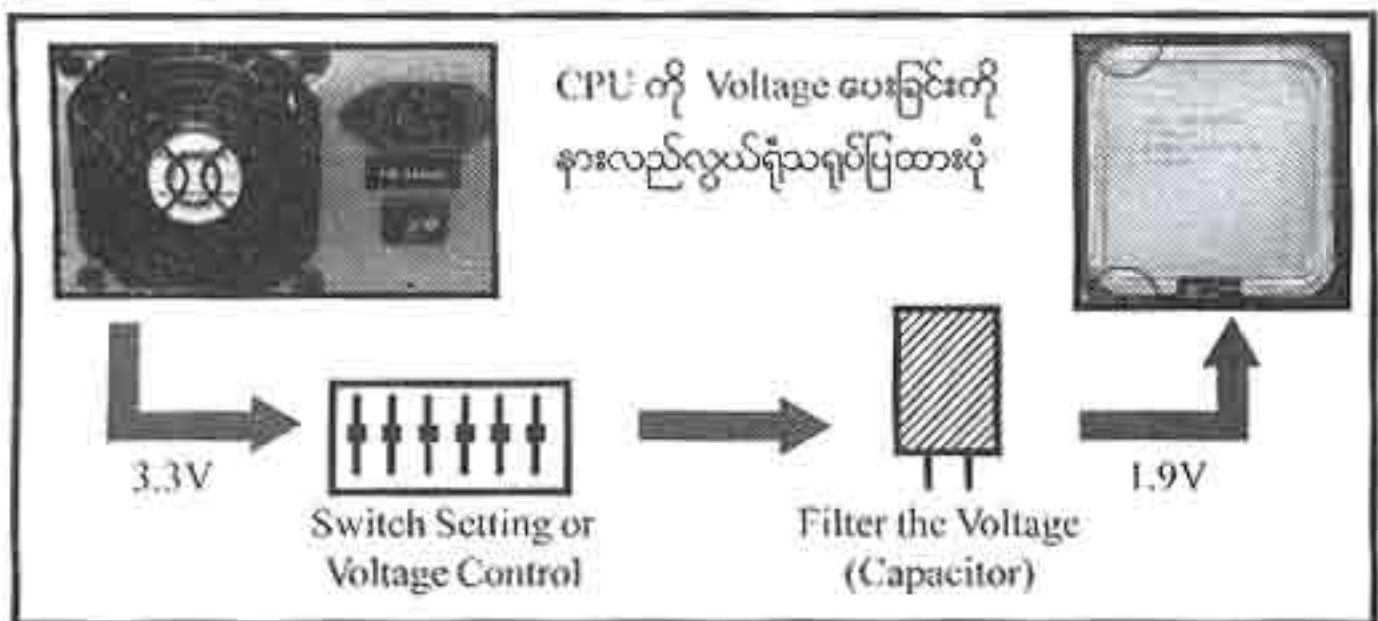 CPU ကို Voltage ပေးခြင်းကို
နားလည်လွယ်ရုံသရုပ်ပြထားပုံ
3.3V
Switch Setting or
Voltage Control
Filter the Voltage
(Capacitor)
1.9V